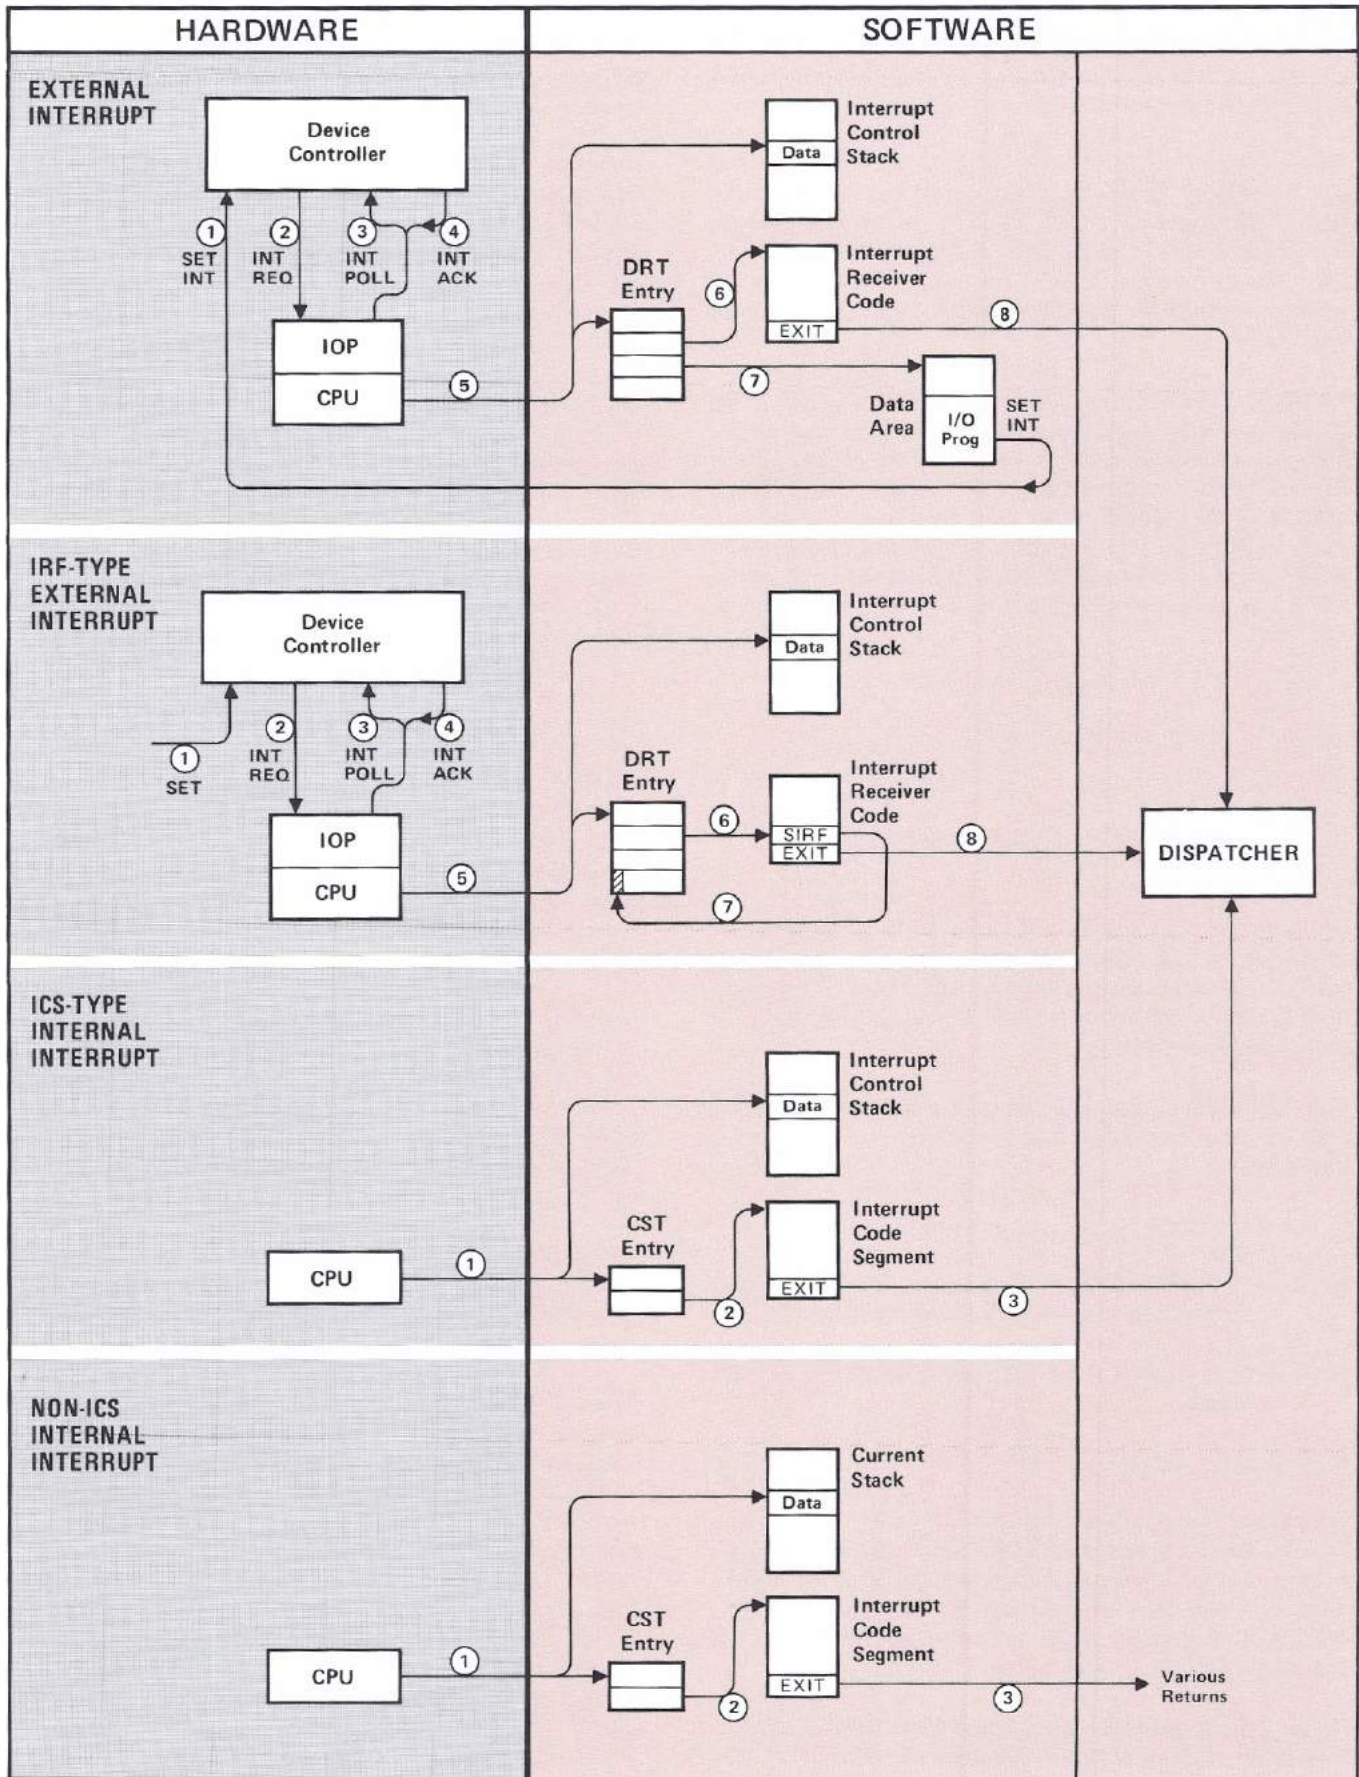 HARDWARE
SOFTWARE
EXTERNAL
INTERRUPT
Device
Controller
1
SET
INT
2
INT
REQ
3
INT
POLL
4
INT
ACK
IOP
CPU
5
Interrupt
Control
Stack
Data
DRT
Entry
6
Interrupt
Receiver
Code
EXIT
8
7
Data
Area
I/O
Prog
SET
INT
IRF-TYPE
EXTERNAL
INTERRUPT
Device
Controller
1
SET
2
INT
REQ
3
INT
POLL
4
INT
ACK
IOP
CPU
5
Interrupt
Control
Stack
Data
DRT
Entry
6
Interrupt
Receiver
Code
SIRF
EXIT
8
7
DISPATCHER
ICS-TYPE
INTERNAL
INTERRUPT
CPU
1
Interrupt
Control
Stack
Data
CST
Entry
2
Interrupt
Code
Segment
EXIT
3
NON-ICS
INTERNAL
INTERRUPT
CPU
1
Current
Stack
Data
CST
Entry
2
Interrupt
Code
Segment
EXIT
3
Various
Returns